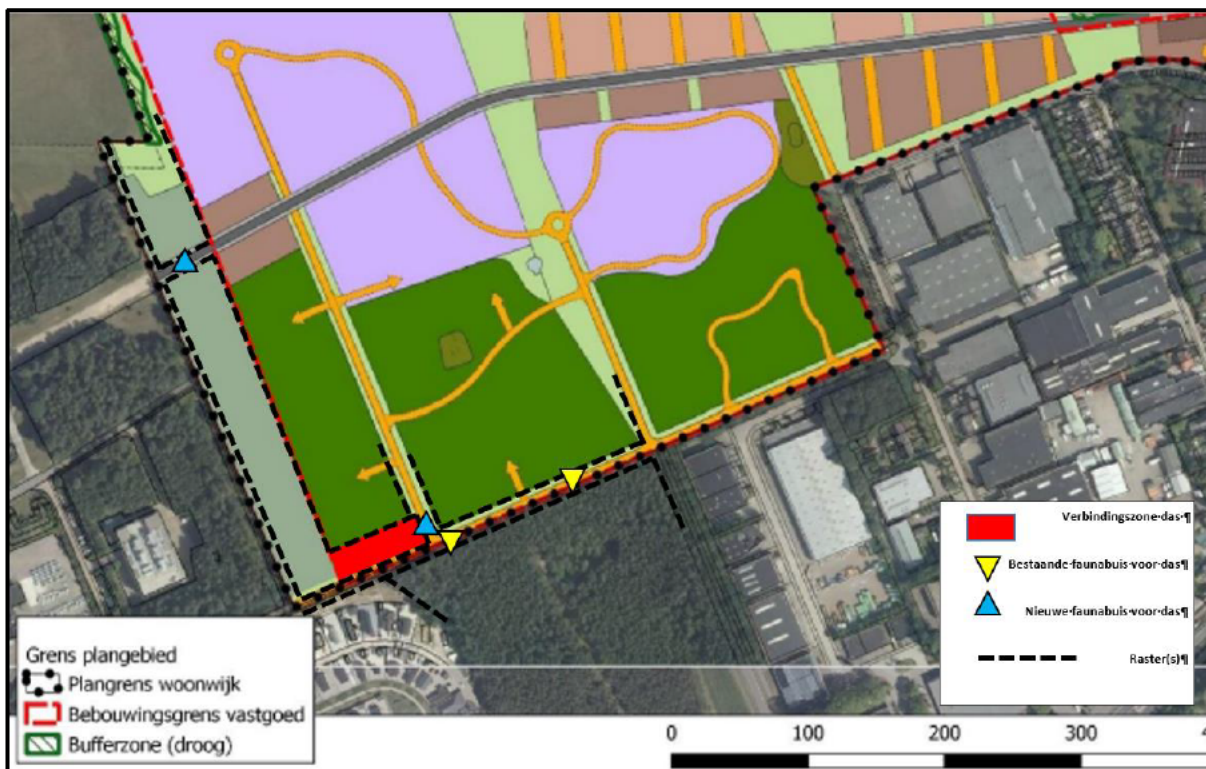 Verbindingszone·das·¶
Bestaande·faunabuis·voor·das¶
Nieuwe·faunabuis·voor·das¶
Raster(s)¶
Grens plangebied
Plangrens woonwijk
Bebouwingsgrens vastgoed
Bufferzone (droog)
0 100 200 300